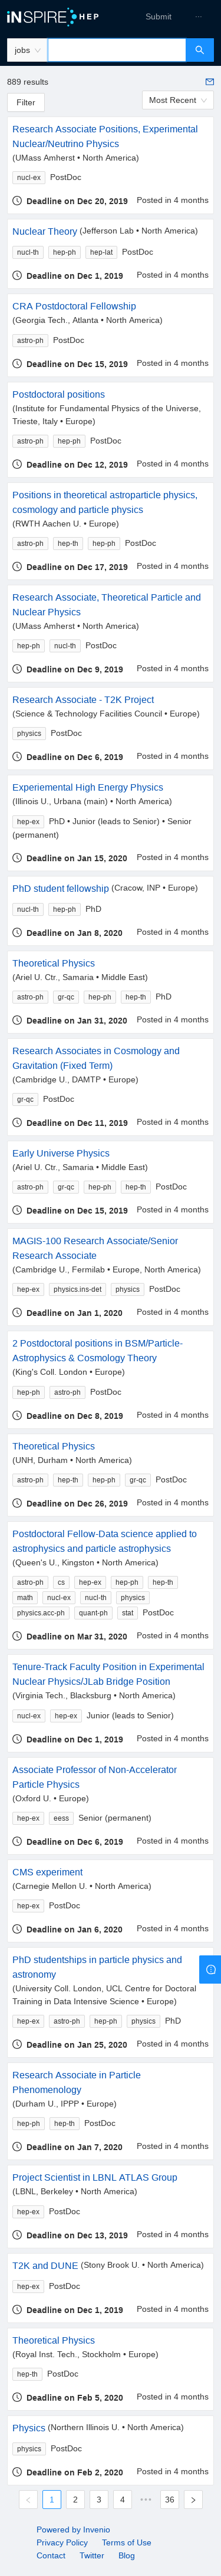 iNSPIRE HEP
Submit
...
jobs
889 results
Filter
Most Recent
Research Associate Positions, Experimental
Nuclear/Neutrino Physics
(UMass Amherst • North America)
nucl-ex PostDoc
Deadline on Dec 20, 2019 Posted in 4 months
Nuclear Theory (Jefferson Lab • North America)
nucl-th hep-ph hep-lat PostDoc
Deadline on Dec 1, 2019 Posted in 4 months
CRA Postdoctoral Fellowship
(Georgia Tech., Atlanta • North America)
astro-ph PostDoc
Deadline on Dec 15, 2019 Posted in 4 months
Postdoctoral positions
(Institute for Fundamental Physics of the Universe,
Trieste, Italy • Europe)
astro-ph hep-ph PostDoc
Deadline on Dec 12, 2019 Posted in 4 months
Positions in theoretical astroparticle physics,
cosmology and particle physics
(RWTH Aachen U. • Europe)
astro-ph hep-th hep-ph PostDoc
Deadline on Dec 17, 2019 Posted in 4 months
Research Associate, Theoretical Particle and
Nuclear Physics
(UMass Amherst • North America)
hep-ph nucl-th PostDoc
Deadline on Dec 9, 2019 Posted in 4 months
Research Associate - T2K Project
(Science & Technology Facilities Council • Europe)
physics PostDoc
Deadline on Dec 6, 2019 Posted in 4 months
Experiemental High Energy Physics
(Illinois U., Urbana (main) • North America)
hep-ex PhD • Junior (leads to Senior) • Senior
(permanent)
Deadline on Jan 15, 2020 Posted in 4 months
PhD student fellowship (Cracow, INP • Europe)
nucl-th hep-ph PhD
Deadline on Jan 8, 2020 Posted in 4 months
Theoretical Physics
(Ariel U. Ctr., Samaria • Middle East)
astro-ph gr-qc hep-ph hep-th PhD
Deadline on Jan 31, 2020 Posted in 4 months
Research Associates in Cosmology and
Gravitation (Fixed Term)
(Cambridge U., DAMTP • Europe)
gr-qc PostDoc
Deadline on Dec 11, 2019 Posted in 4 months
Early Universe Physics
(Ariel U. Ctr., Samaria • Middle East)
astro-ph gr-qc hep-ph hep-th PostDoc
Deadline on Dec 15, 2019 Posted in 4 months
MAGIS-100 Research Associate/Senior
Research Associate
(Cambridge U., Fermilab • Europe, North America)
hep-ex physics.ins-det physics PostDoc
Deadline on Jan 1, 2020 Posted in 4 months
2 Postdoctoral positions in BSM/Particle-
Astrophysics & Cosmology Theory
(King's Coll. London • Europe)
hep-ph astro-ph PostDoc
Deadline on Dec 8, 2019 Posted in 4 months
Theoretical Physics
(UNH, Durham • North America)
astro-ph hep-th hep-ph gr-qc PostDoc
Deadline on Dec 26, 2019 Posted in 4 months
Postdoctoral Fellow-Data science applied to
astrophysics and particle astrophysics
(Queen's U., Kingston • North America)
astro-ph cs hep-ex hep-ph hep-th
math nucl-ex nucl-th physics
physics.acc-ph quant-ph stat PostDoc
Deadline on Mar 31, 2020 Posted in 4 months
Tenure-Track Faculty Position in Experimental
Nuclear Physics/JLab Bridge Position
(Virginia Tech., Blacksburg • North America)
nucl-ex hep-ex Junior (leads to Senior)
Deadline on Dec 1, 2019 Posted in 4 months
Associate Professor of Non-Accelerator
Particle Physics
(Oxford U. • Europe)
hep-ex eess Senior (permanent)
Deadline on Dec 6, 2019 Posted in 4 months
CMS experiment
(Carnegie Mellon U. • North America)
hep-ex PostDoc
Deadline on Jan 6, 2020 Posted in 4 months
PhD studentships in particle physics and
astronomy
(University Coll. London, UCL Center for Doctoral
Training in Data Intensive Science • Europe)
hep-ex astro-ph hep-ph physics PhD
Deadline on Jan 25, 2020 Posted in 4 months
Research Associate in Particle
Phenomenology
(Durham U., IPPP • Europe)
hep-ph hep-th PostDoc
Deadline on Jan 7, 2020 Posted in 4 months
Project Scientist in LBNL ATLAS Group
(LBNL, Berkeley • North America)
hep-ex PostDoc
Deadline on Dec 13, 2019 Posted in 4 months
T2K and DUNE (Stony Brook U. • North America)
hep-ex PostDoc
Deadline on Dec 1, 2019 Posted in 4 months
Theoretical Physics
(Royal Inst. Tech., Stockholm • Europe)
hep-th PostDoc
Deadline on Feb 5, 2020 Posted in 4 months
Physics (Northern Illinois U. • North America)
physics PostDoc
Deadline on Feb 2, 2020 Posted in 4 months
1 2 3 4 ••• 36
Powered by Invenio
Privacy Policy Terms of Use
Contact Twitter Blog